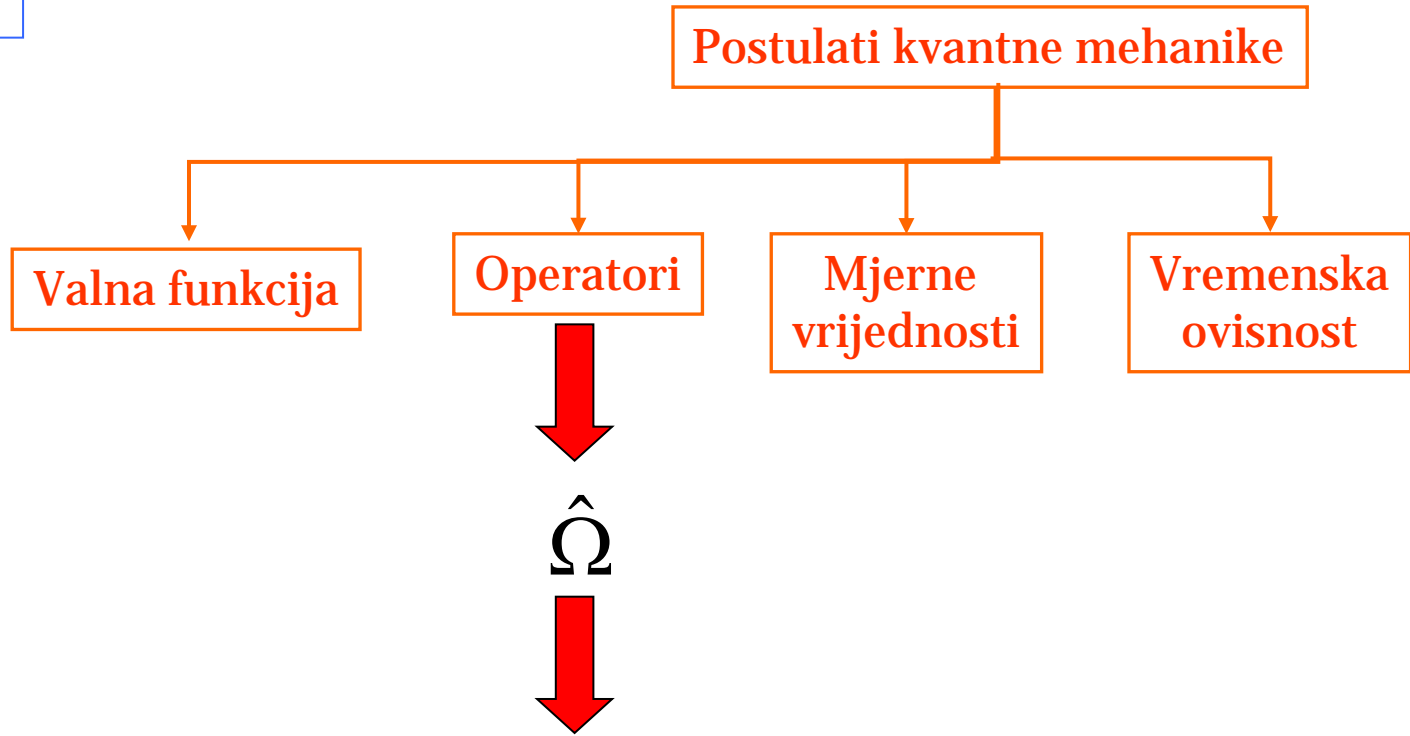 Postulati kvantne mehanike
Valna funkcija
Operatori
Mjerne
vrijednosti
Vremenska
ovisnost
Ω̂